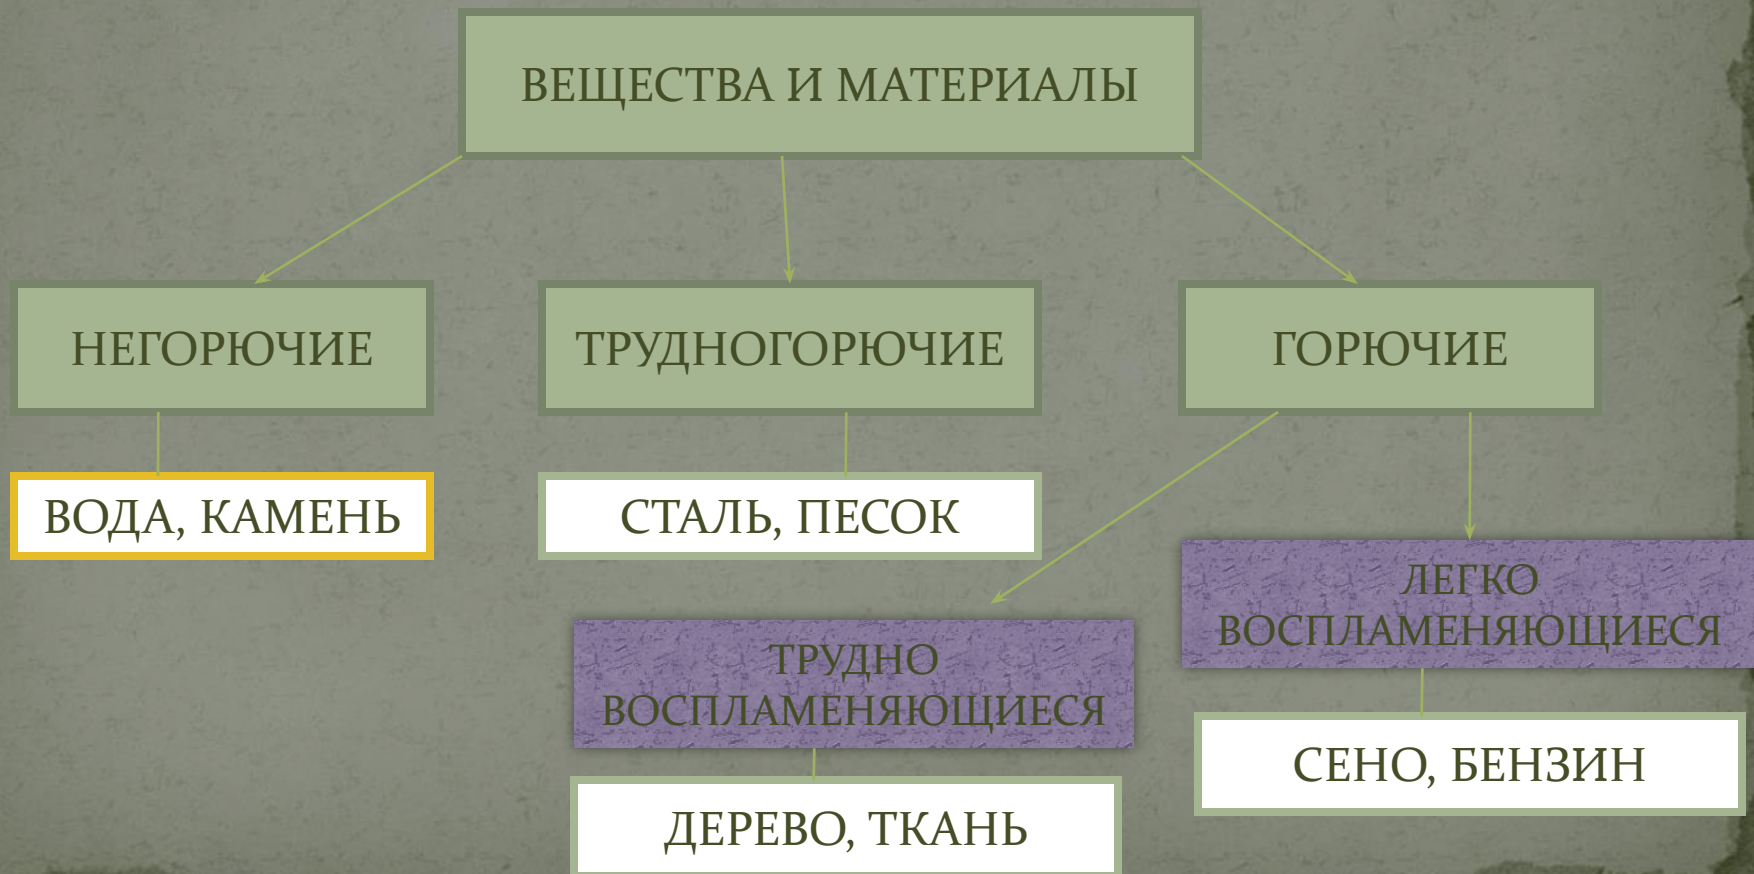 ВЕЩЕСТВА И МАТЕРИАЛЫ
НЕГОРЮЧИЕ
ТРУДНОГОРЮЧИЕ
ГОРЮЧИЕ
ВОДА, КАМЕНЬ
СТАЛЬ, ПЕСОК
ЛЕГКО
ВОСПЛАМЕНЯЮЩИЕСЯ
ТРУДНО
ВОСПЛАМЕНЯЮЩИЕСЯ
СЕНО, БЕНЗИН
ДЕРЕВО, ТКАНЬ